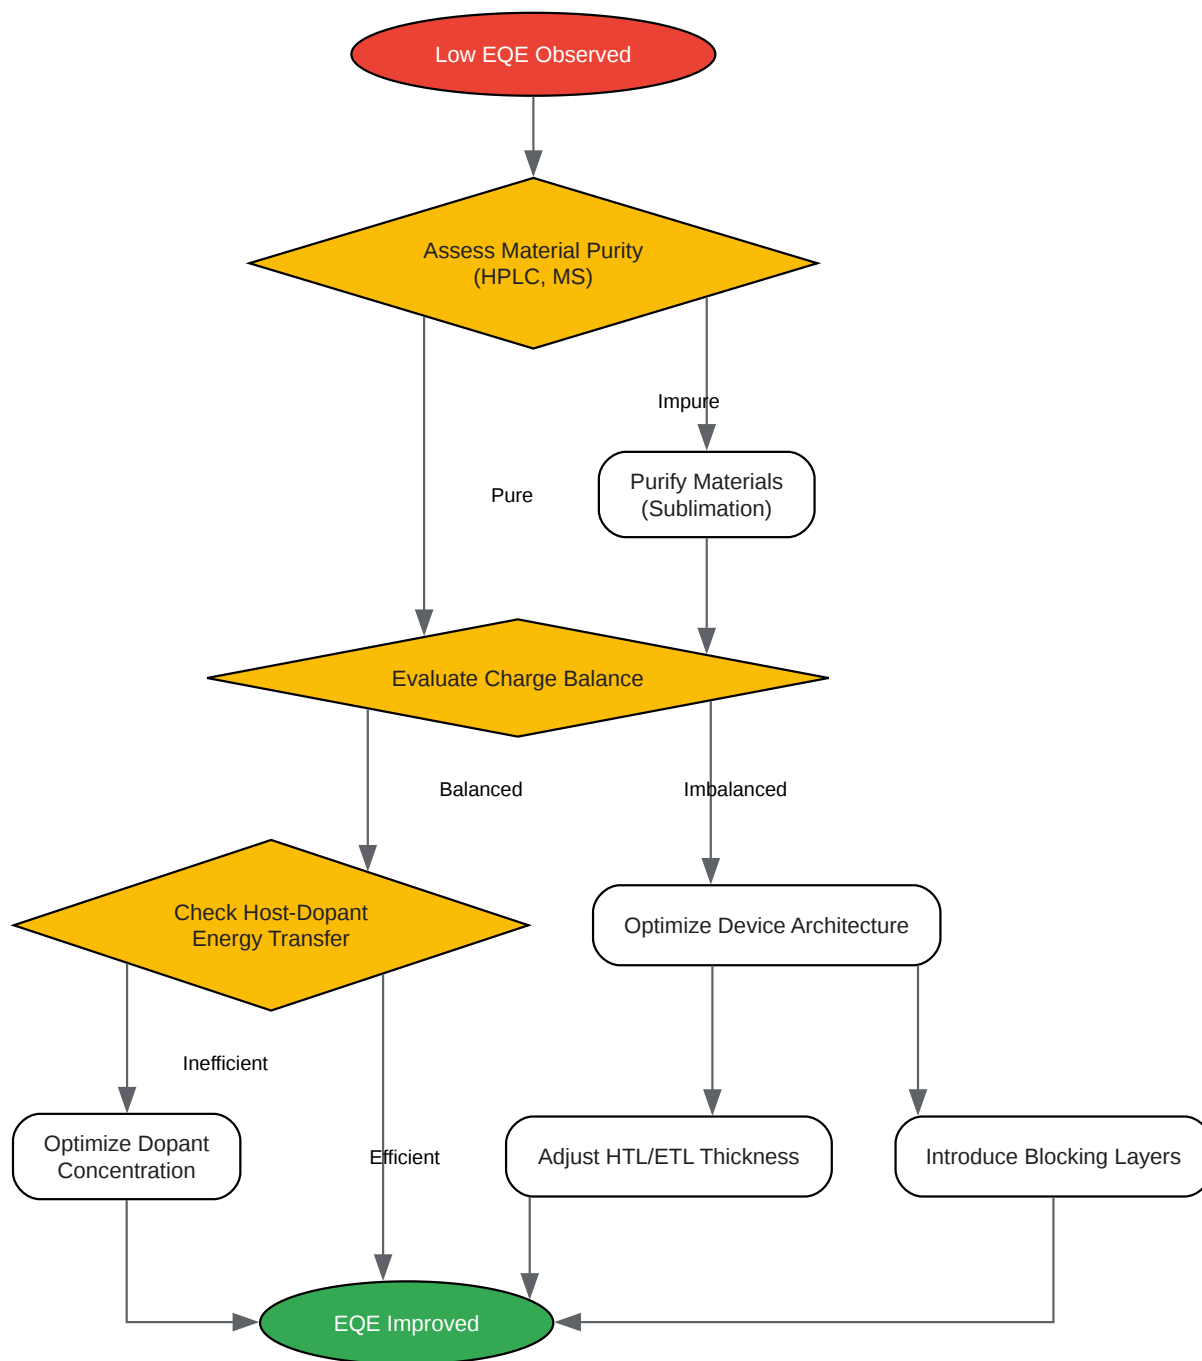 Low EQE Observed
Assess Material Purity
(HPLC, MS)
Impure
Pure
Purify Materials
(Sublimation)
Evaluate Charge Balance
Balanced
Imbalanced
Check Host-Dopant
Energy Transfer
Optimize Device Architecture
Inefficient
Optimize Dopant
Concentration
Efficient
Adjust HTL/ETL Thickness
Introduce Blocking Layers
EQE Improved